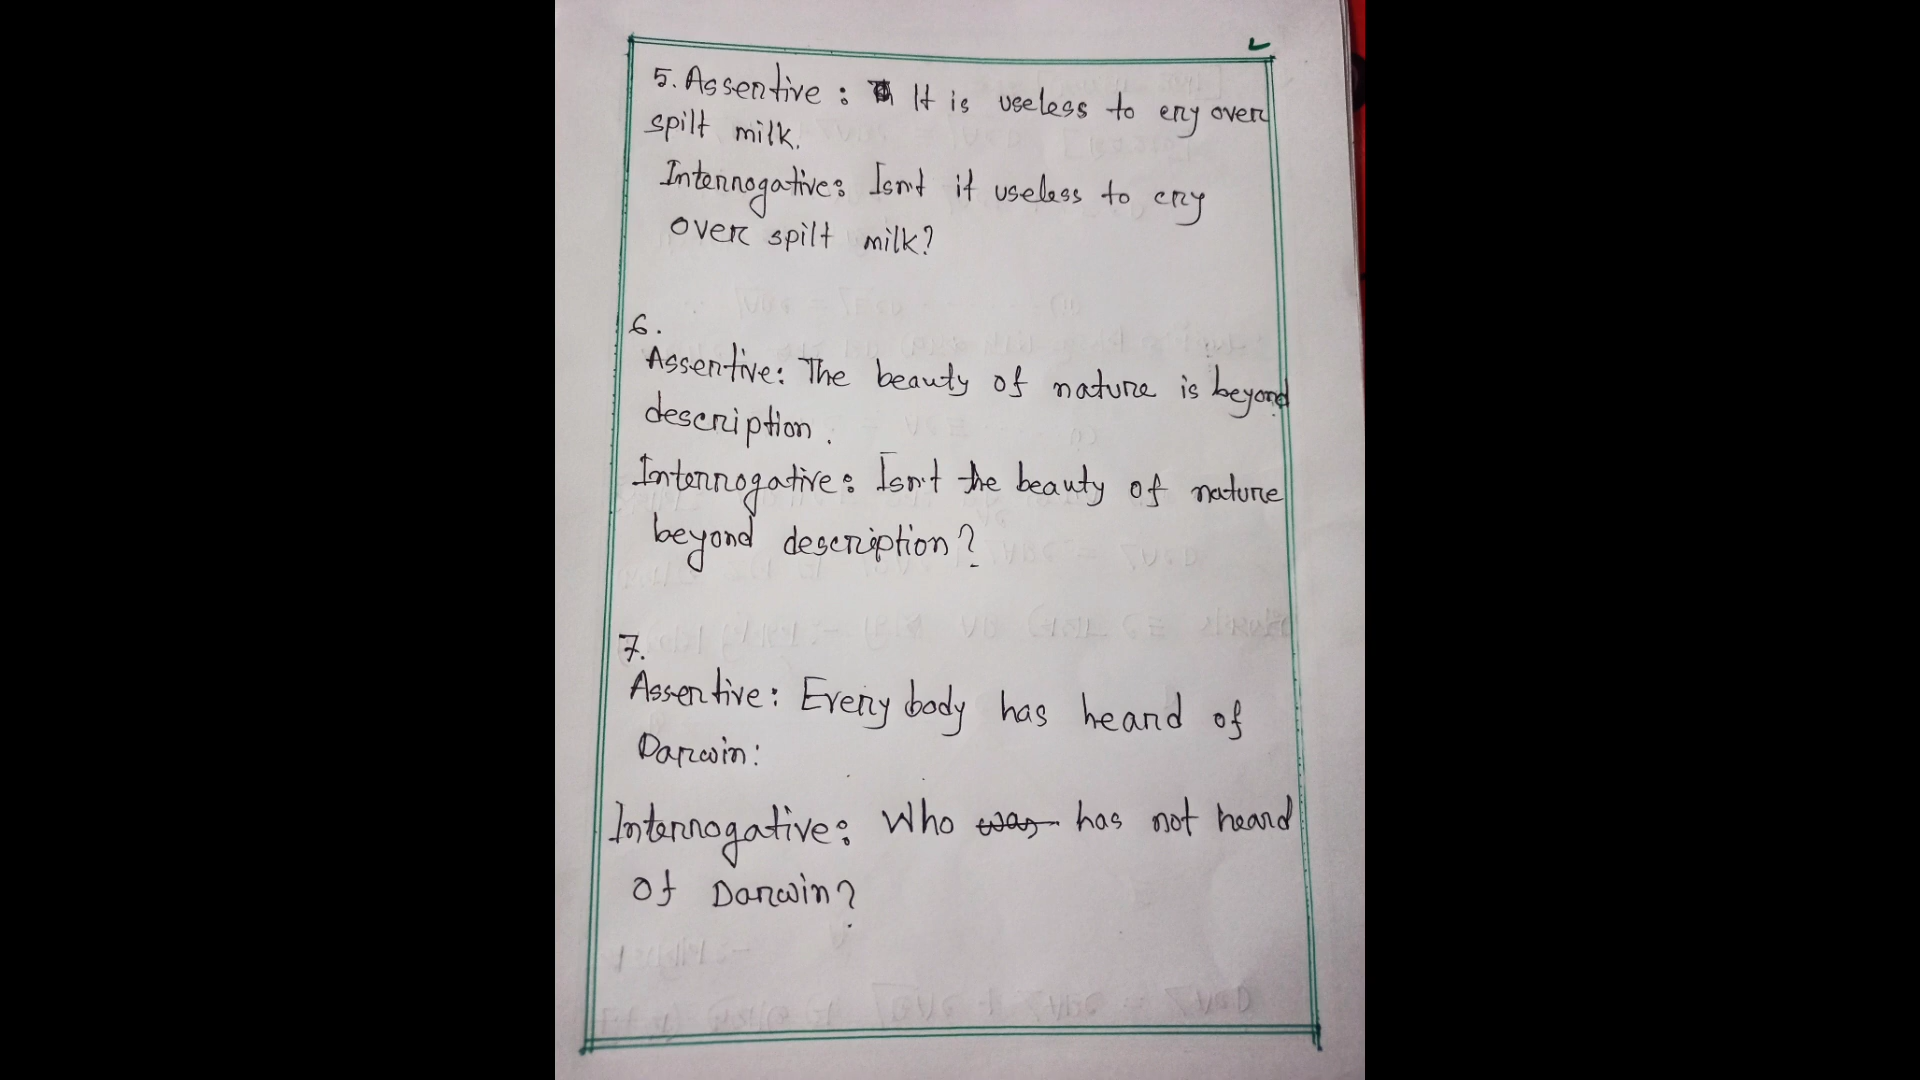 5. Assertive : It is useless to cry over
spilt milk.
Interrogative: Isn't it useless to cry
over spilt milk?
6.
Assertive: The beauty of nature is beyond
description.
Interrogative: Isn't the beauty of nature
beyond description?
7.
Assertive: Every body has heard of
Darwin:
Interrogative: Who was has not heard
of Darwin?